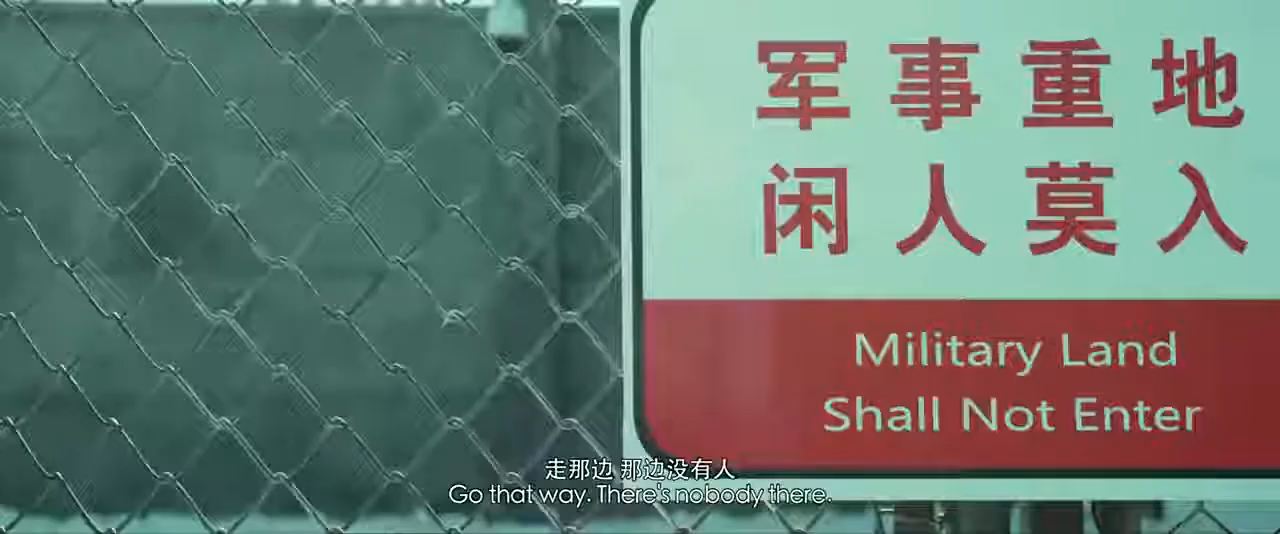 军事重地
闲人莫入
Military Land
Shall Not Enter
走那边 那边没有人
Go that way. There's nobody there.